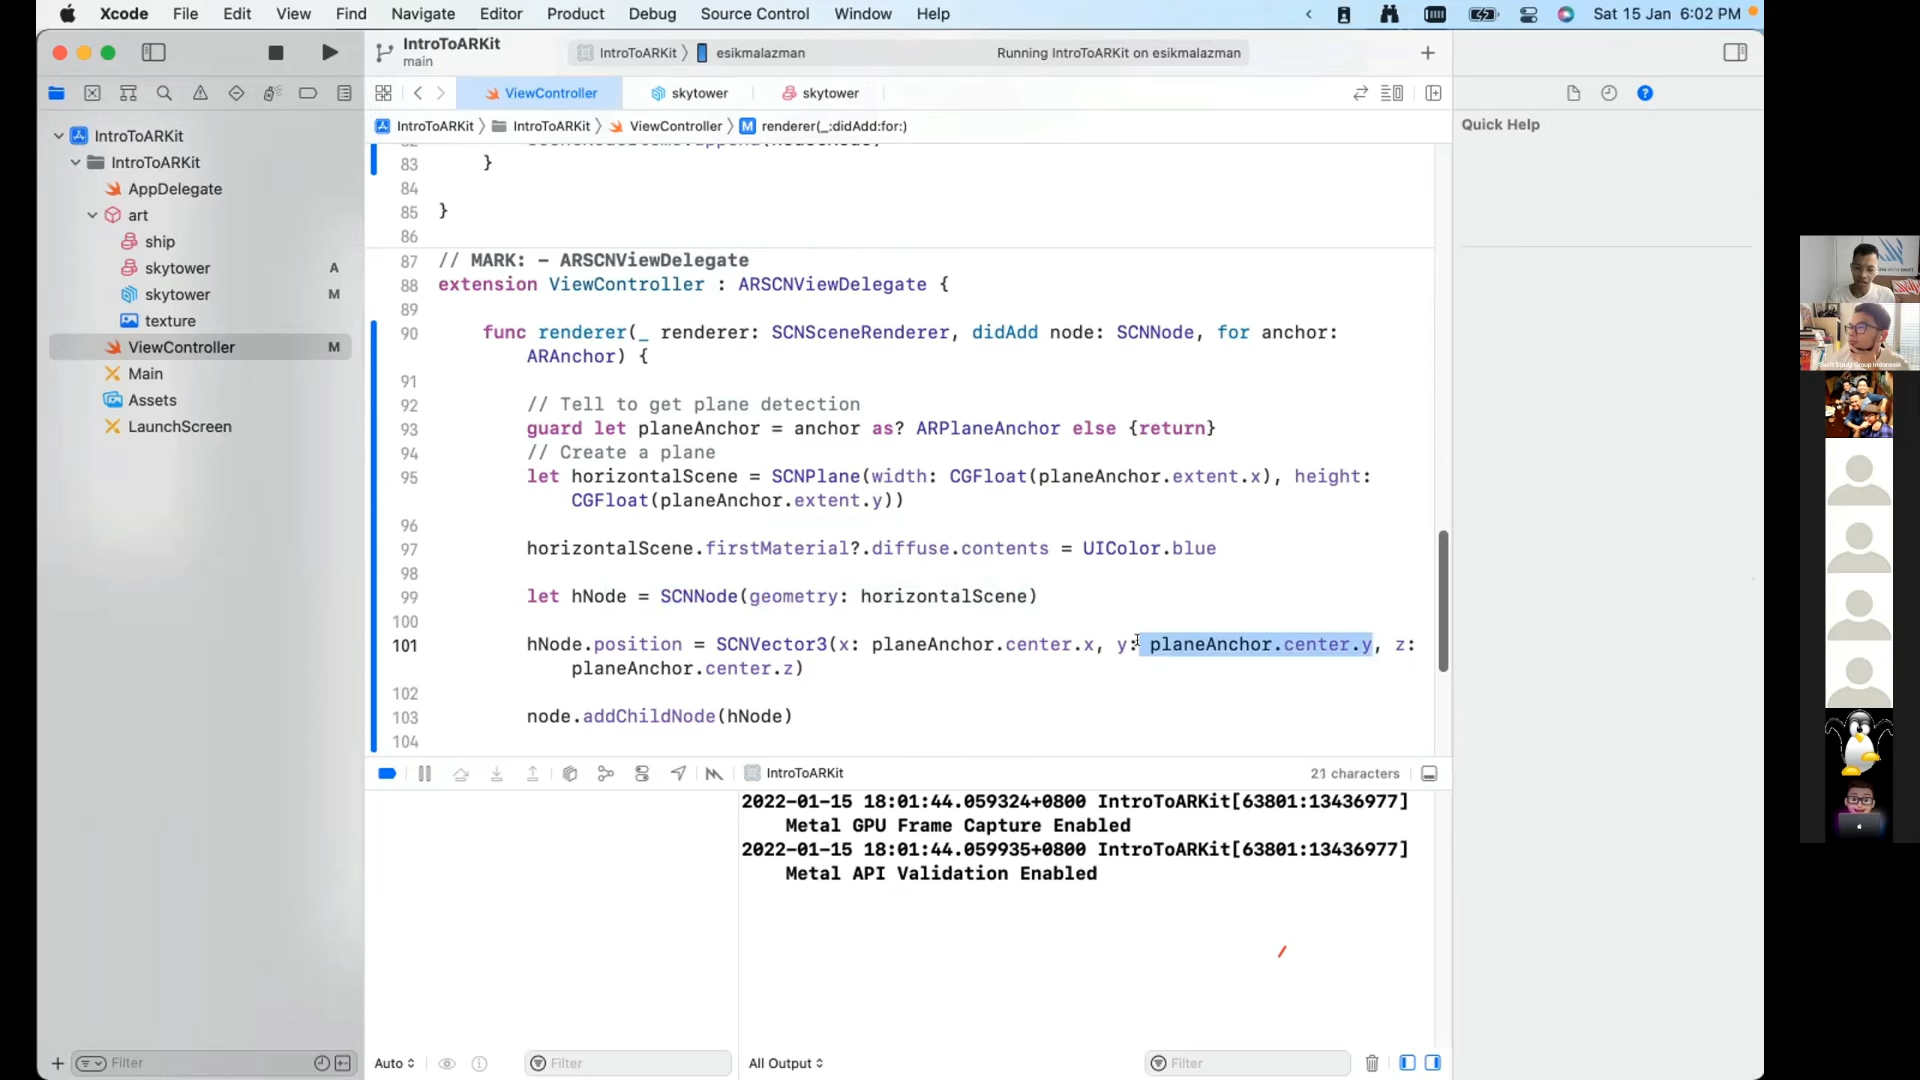 Xcode File Edit View Find Navigate Editor Product Debug Source Control Window Help Sat 15 Jan 6:02 PM
IntroToARKit
main
IntroToARKit esikmalazman Running IntroToARKit on esikmalazman
ViewController skytower skytower
IntroToARKit IntroToARKit ViewController M renderer(_:didAdd:for:)
Quick Help
IntroToARKit
IntroToARKit
AppDelegate
art
ship
skytower A
skytower M
texture
ViewController M
Main
Assets
LaunchScreen
83 }
84
85 }
86
87 // MARK: - ARSCNViewDelegate
88 extension ViewController : ARSCNViewDelegate {
89
90 func renderer(_ renderer: SCNSceneRenderer, didAdd node: SCNNode, for anchor:
ARAnchor) {
91
92 // Tell to get plane detection
93 guard let planeAnchor = anchor as? ARPlaneAnchor else {return}
94 // Create a plane
95 let horizontalScene = SCNPlane(width: CGFloat(planeAnchor.extent.x), height:
CGFloat(planeAnchor.extent.y))
96
97 horizontalScene.firstMaterial?.diffuse.contents = UIColor.blue
98
99 let hNode = SCNNode(geometry: horizontalScene)
100
101 hNode.position = SCNVector3(x: planeAnchor.center.x, y: planeAnchor.center.y, z:
planeAnchor.center.z)
102
103 node.addChildNode(hNode)
104
IntroToARKit 21 characters
2022-01-15 18:01:44.059324+0800 IntroToARKit[63801:13436977]
Metal GPU Frame Capture Enabled
2022-01-15 18:01:44.059935+0800 IntroToARKit[63801:13436977]
Metal API Validation Enabled
Filter Auto Filter All Output Filter
Swift Study Group Indonesia